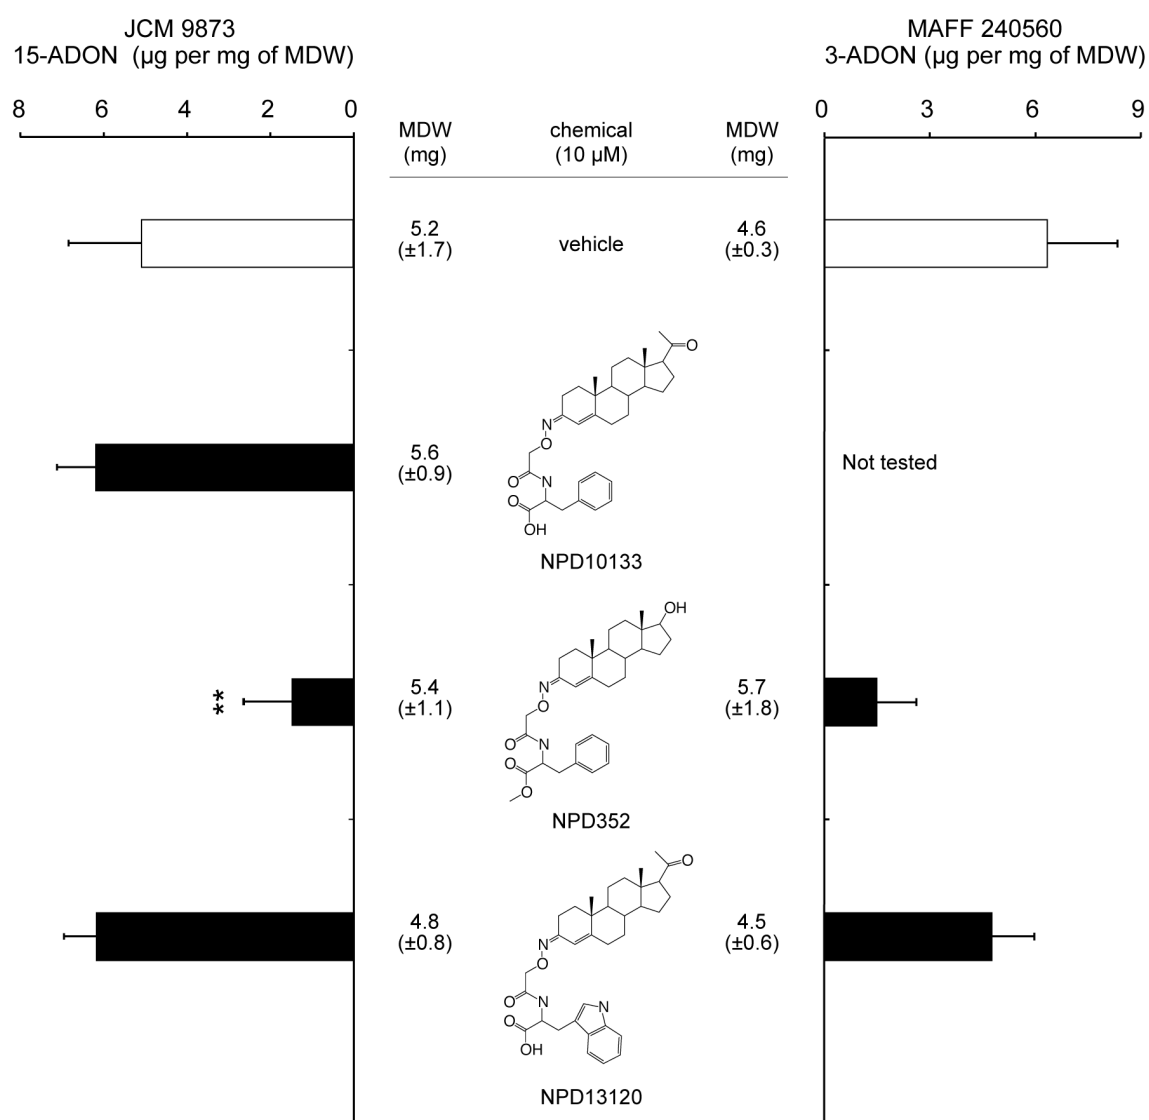 JCM 9873
15-ADON (µg per mg of MDW)
MAFF 240560
3-ADON (µg per mg of MDW)
8 6 4 2 0
0 3 6 9
MDW
(mg)
chemical
(10 µM)
MDW
(mg)
5.2
(±1.7)
vehicle
4.6
(±0.3)
O
N
O
O
N
O
OH
5.6
(±0.9)
Not tested
NPD10133
OH
N
O
O
N
O
O
**
5.4
(±1.1)
5.7
(±1.8)
NPD352
O
N
O
O
N
N
O
OH
4.8
(±0.8)
4.5
(±0.6)
NPD13120